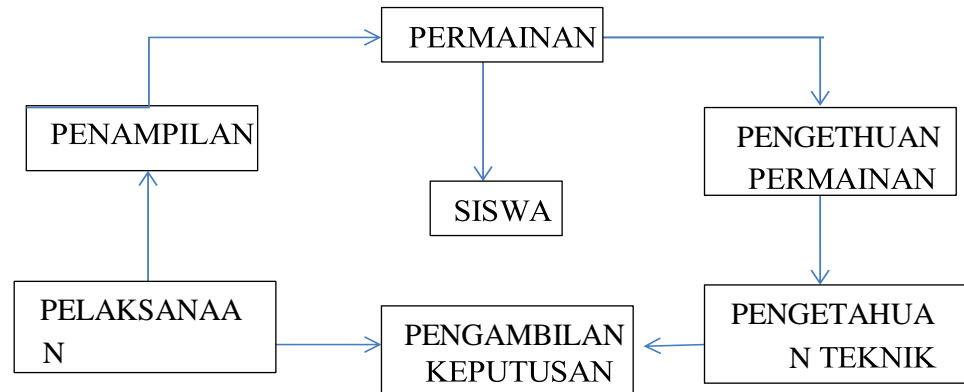 PERMAINAN
PENAMPILAN
PENGETHUAN
PERMAINAN
SISWA
PELAKSANAA
N
PENGAMBILAN
KEPUTUSAN
PENGETAHUA
N TEKNIK